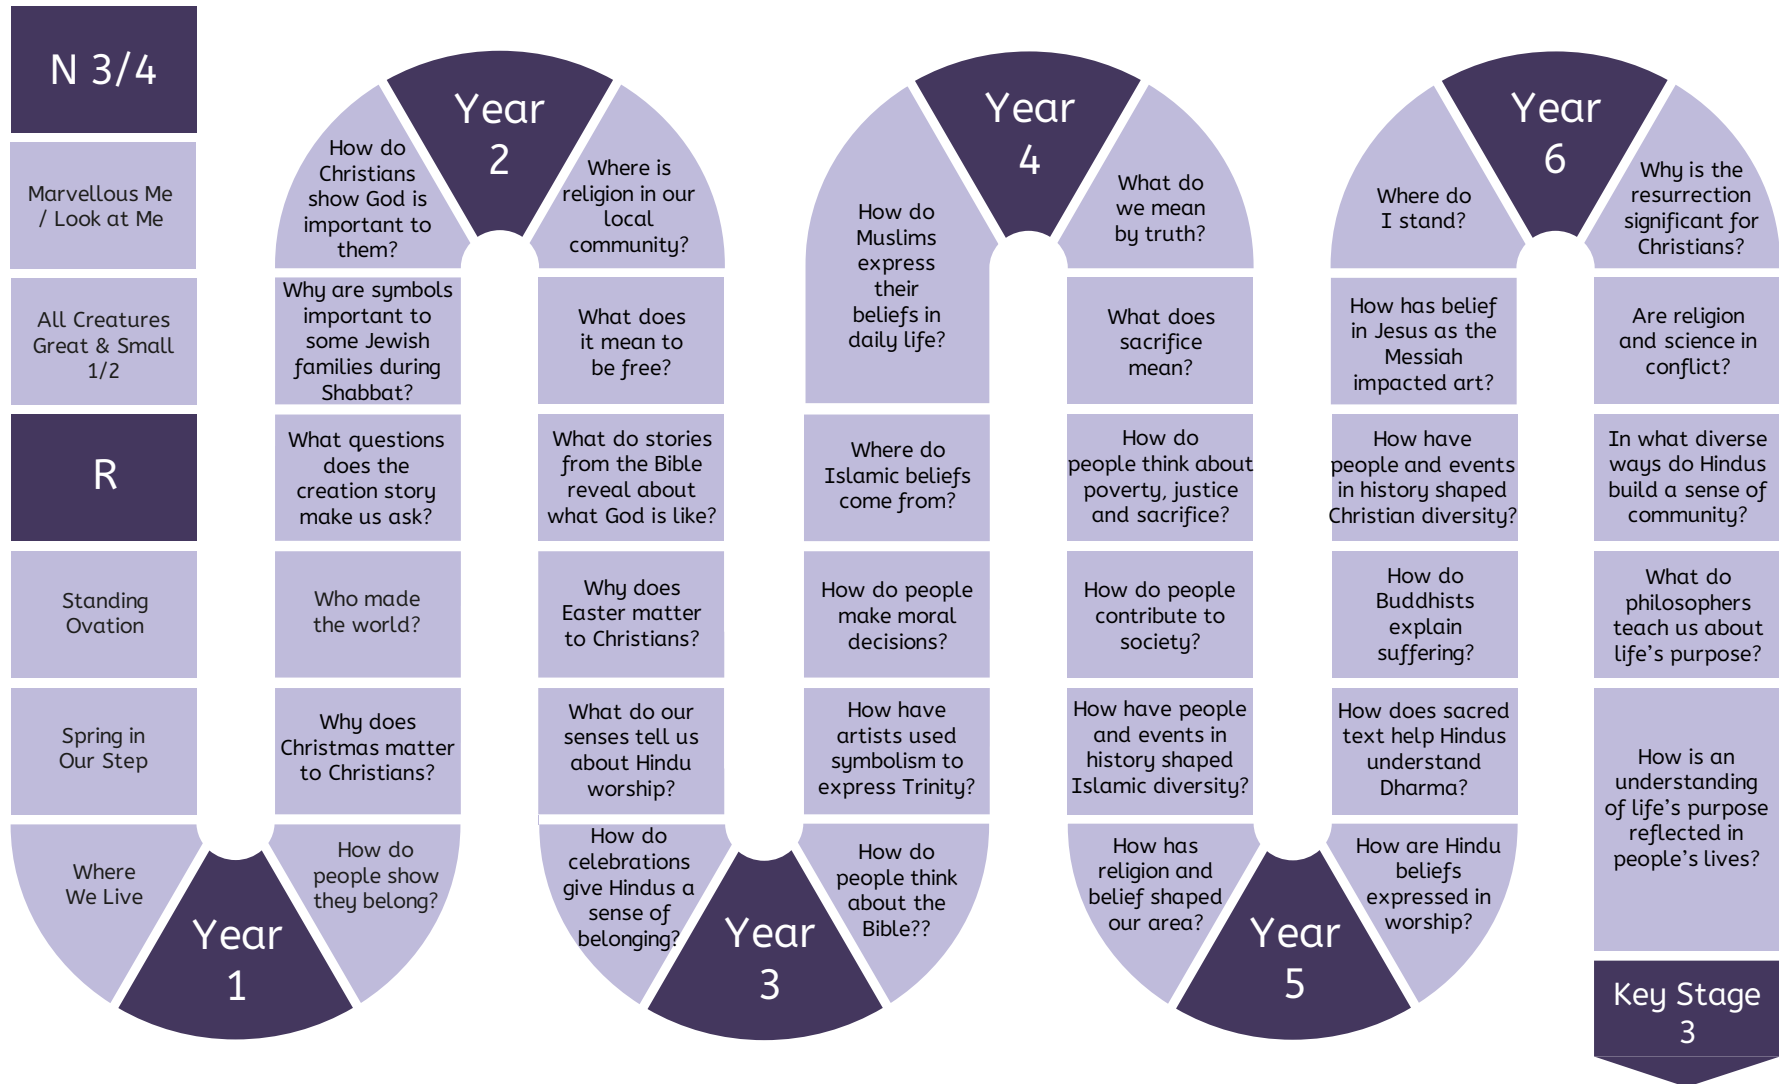 N 3/4
Marvellous Me
/ Look at Me
All Creatures
Great & Small
1/2
R
Standing
Ovation
Spring in
Our Step
Where
We Live
Year
1
How do
people show
they belong?
Why does
Christmas matter
to Christians?
Who made
the world?
What questions
does the
creation story
make us ask?
Why are symbols
important to
some Jewish
families during
Shabbat?
How do
Christians
show God is
important to
them?
Year
2
Where is
religion in our
local
community?
What does
it mean to
be free?
What do stories
from the Bible
reveal about
what God is like?
Why does
Easter matter
to Christians?
What do our
senses tell us
about Hindu
worship?
How do
celebrations
give Hindus a
sense of
belonging?
Year
3
How do
people think
about the
Bible??
How have
artists used
symbolism to
express Trinity?
How do people
make moral
decisions?
Where do
Islamic beliefs
come from?
How do
Muslims
express
their
beliefs in
daily life?
Year
4
What do
we mean
by truth?
What does
sacrifice
mean?
How do
people think about
poverty, justice
and sacrifice?
How do people
contribute to
society?
How have people
and events in
history shaped
Islamic diversity?
How has
religion and
belief shaped
our area?
Year
5
How are Hindu
beliefs
expressed in
worship?
How does sacred
text help Hindus
understand
Dharma?
How do
Buddhists
explain
suffering?
How have
people and events
in history shaped
Christian diversity?
How has belief
in Jesus as the
Messiah
impacted art?
Where do
I stand?
Year
6
Why is the
resurrection
significant for
Christians?
Are religion
and science in
conflict?
In what diverse
ways do Hindus
build a sense of
community?
What do
philosophers
teach us about
life's purpose?
How is an
understanding
of life's purpose
reflected in
people's lives?
Key Stage
3